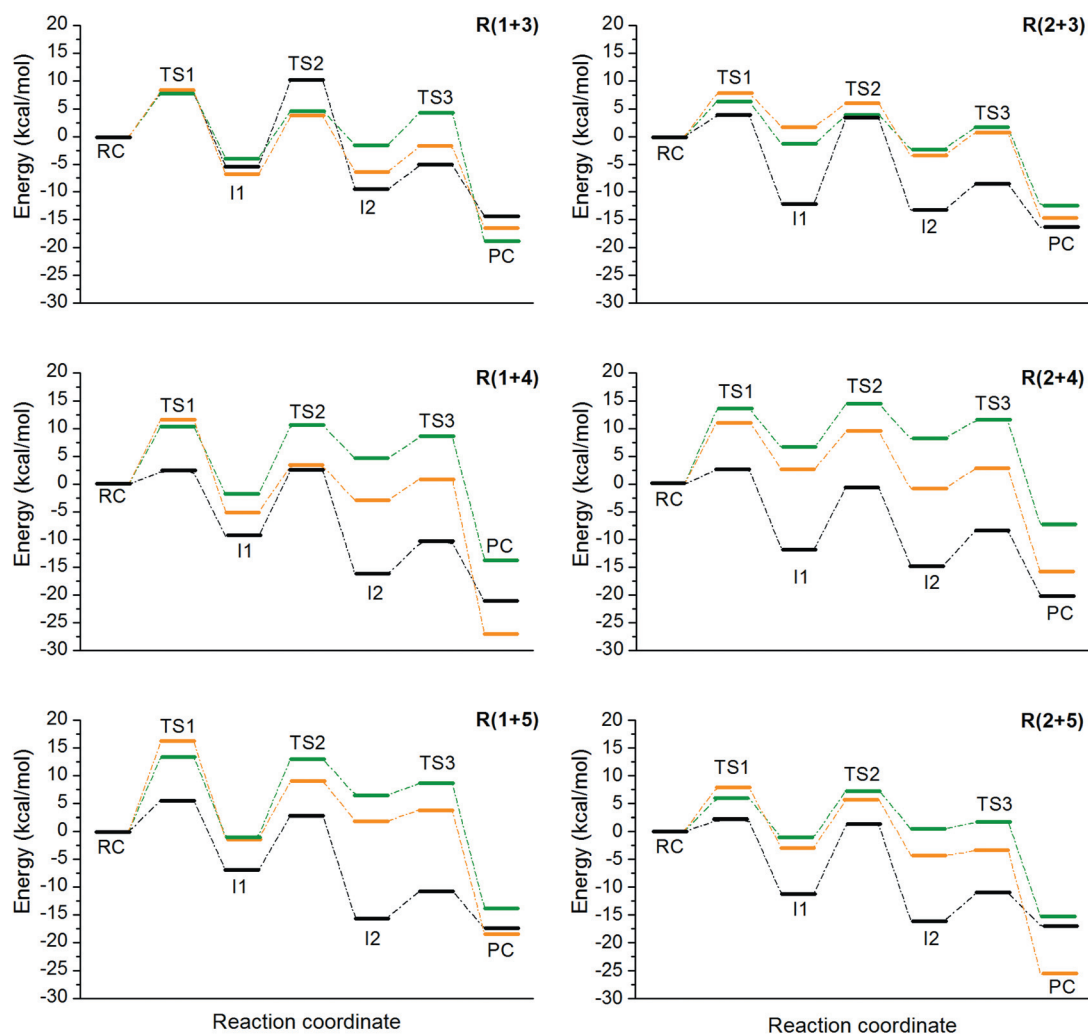 R(1+3)
Energy (kcal/mol)
20
15
10
5
0
-5
-10
-15
-20
-25
-30
RC
TS1
I1
TS2
I2
TS3
PC
R(2+3)
Energy (kcal/mol)
20
15
10
5
0
-5
-10
-15
-20
-25
-30
RC
TS1
I1
TS2
I2
TS3
PC
R(1+4)
Energy (kcal/mol)
20
15
10
5
0
-5
-10
-15
-20
-25
-30
RC
TS1
I1
TS2
I2
TS3
PC
R(2+4)
Energy (kcal/mol)
20
15
10
5
0
-5
-10
-15
-20
-25
-30
RC
TS1
I1
TS2
I2
TS3
PC
R(1+5)
Energy (kcal/mol)
20
15
10
5
0
-5
-10
-15
-20
-25
-30
RC
TS1
I1
TS2
I2
TS3
PC
Reaction coordinate
R(2+5)
Energy (kcal/mol)
20
15
10
5
0
-5
-10
-15
-20
-25
-30
RC
TS1
I1
TS2
I2
TS3
PC
Reaction coordinate